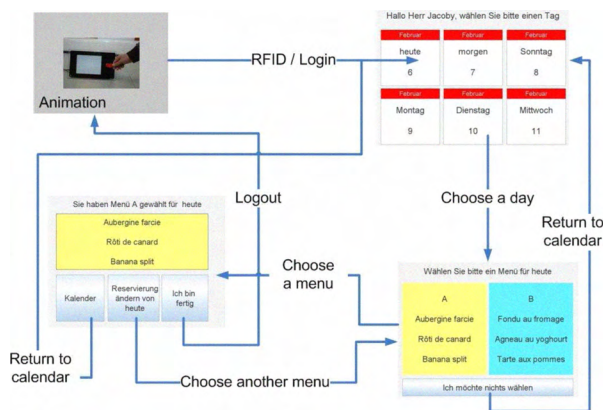 Animation
RFID / Login
Hallo Herr Jacoby, wählen Sie bitte einen Tag
Februar
heute
6
Februar
morgen
7
Februar
Sonntag
8
Februar
Montag
9
Februar
Dienstag
10
Februar
Mittwoch
11
Logout
Choose a day
Return to
calendar
Sie haben Menü A gewählt für heute
Aubergine farcie
Rôti de canard
Banana split
Kalender
Reservierung
ändern von
heute
Ich bin
fertig
Choose
a menu
Wählen Sie bitte ein Menü für heute
A
Aubergine farcie
Rôti de canard
Banana split
B
Fondu au fromage
Agneau au yoghourt
Tarte aux pommes
Ich möchte nichts wählen
Return to
calendar
Choose another menu